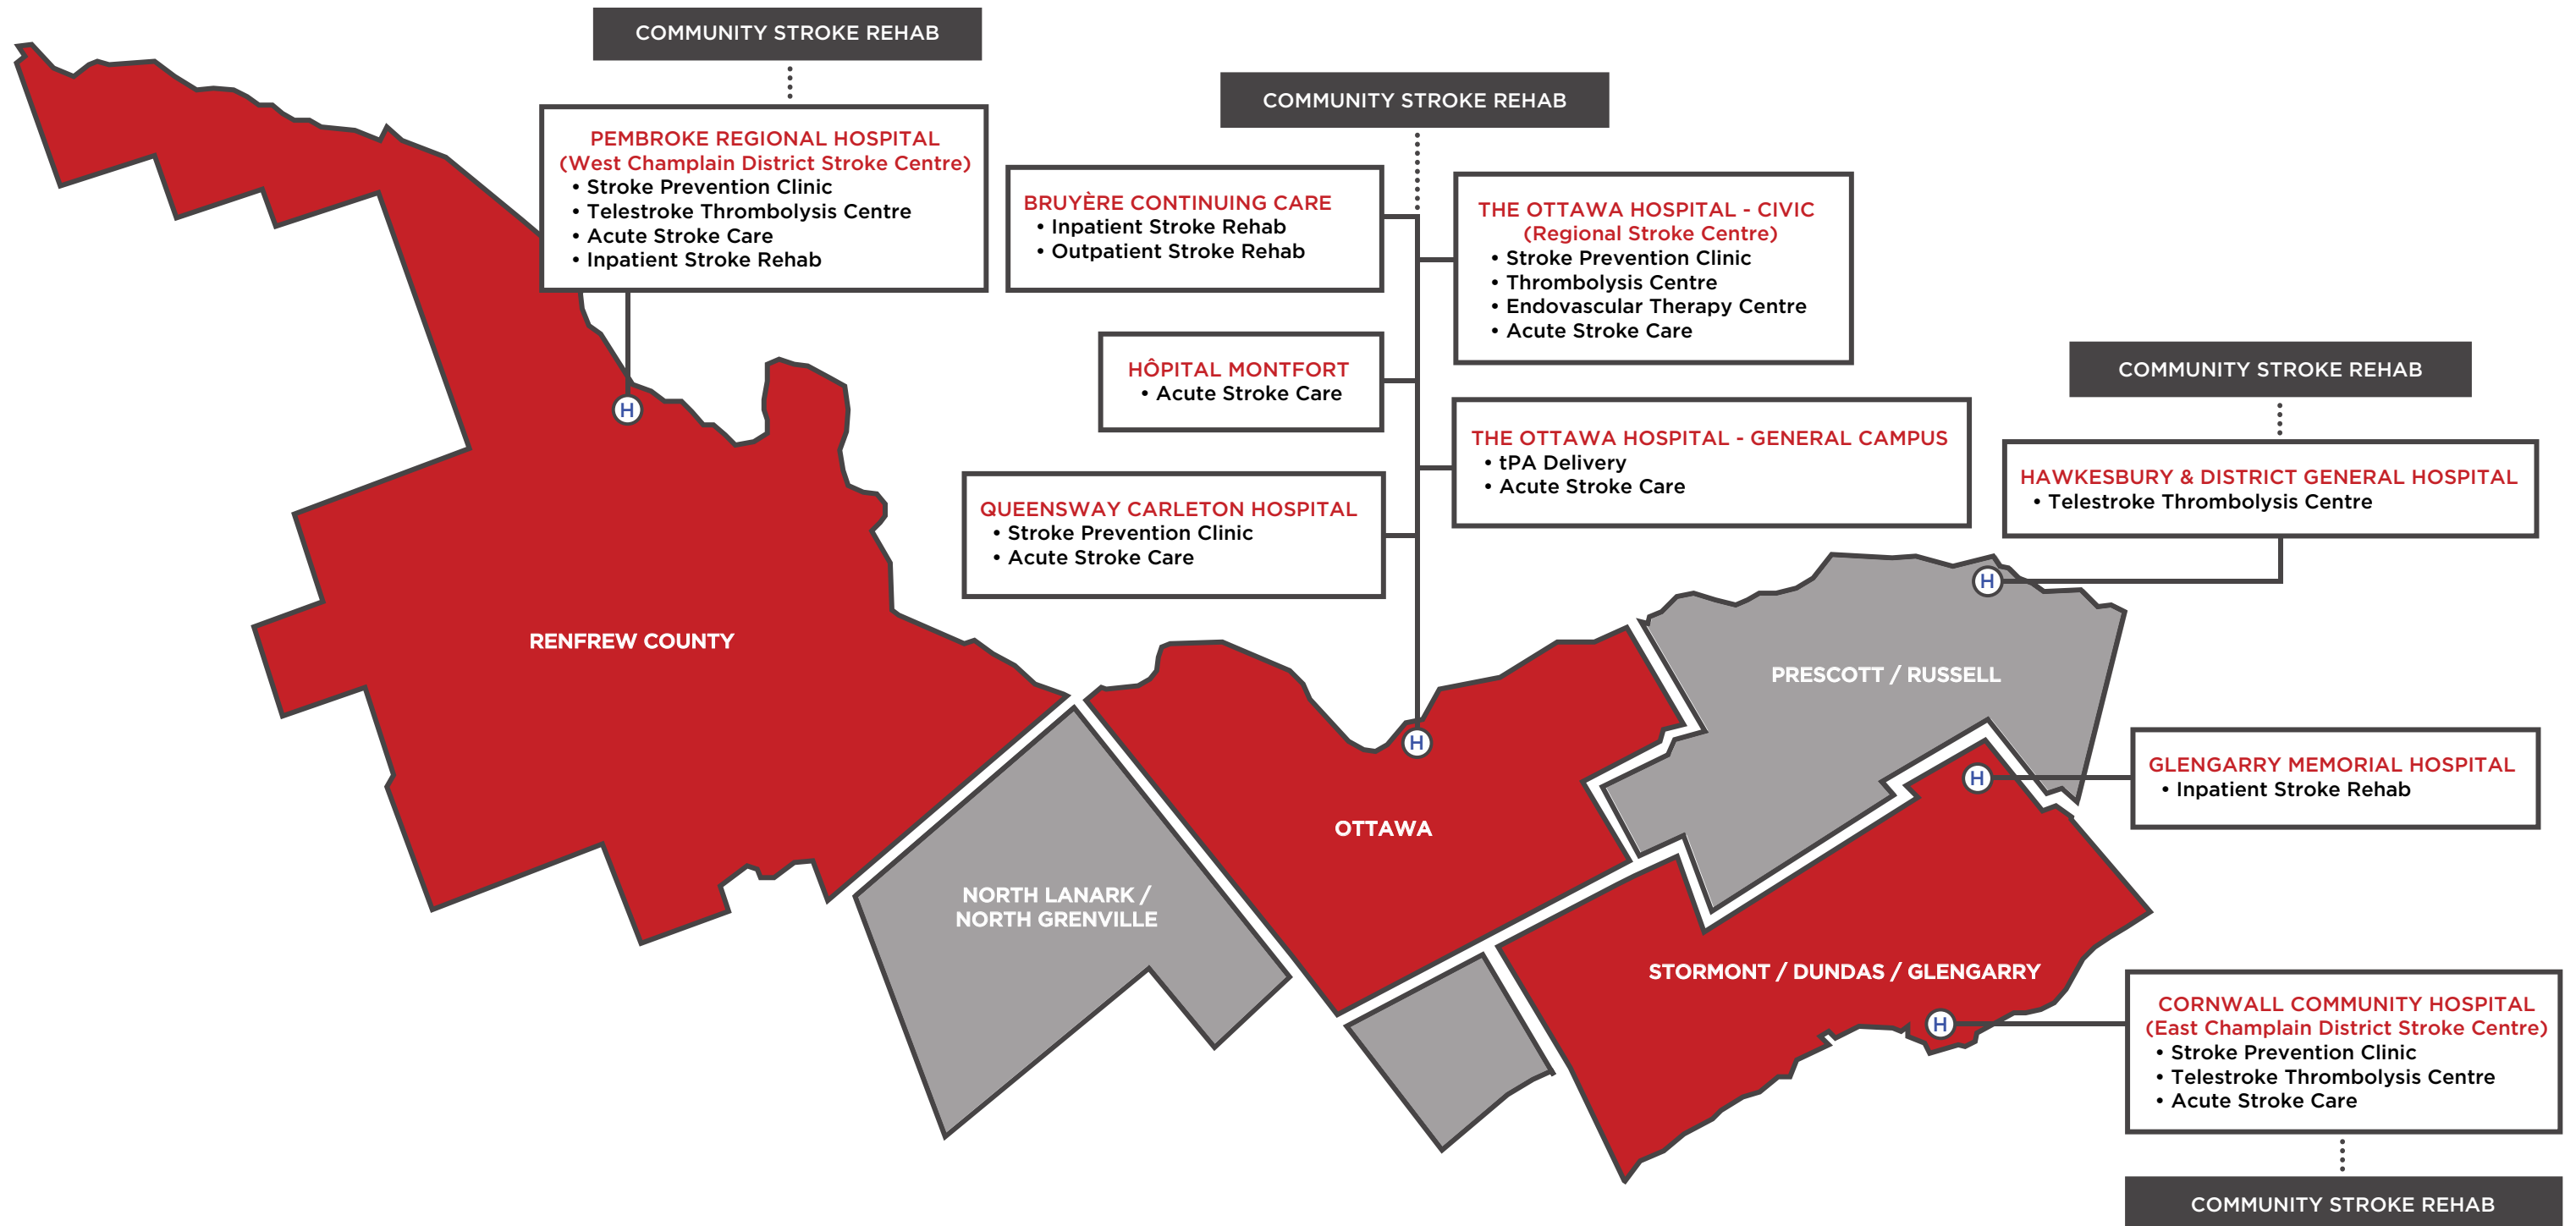 COMMUNITY STROKE REHAB
PEMBROKE REGIONAL HOSPITAL
(West Champlain District Stroke Centre)
• Stroke Prevention Clinic
• Telestroke Thrombolysis Centre
• Acute Stroke Care
• Inpatient Stroke Rehab
H
RENFREW COUNTY
NORTH LANARK /
NORTH GRENVILLE
COMMUNITY STROKE REHAB
BRUYÈRE CONTINUING CARE
• Inpatient Stroke Rehab
• Outpatient Stroke Rehab
HÔPITAL MONTFORT
• Acute Stroke Care
QUEENSWAY CARLETON HOSPITAL
• Stroke Prevention Clinic
• Acute Stroke Care
THE OTTAWA HOSPITAL - CIVIC
(Regional Stroke Centre)
• Stroke Prevention Clinic
• Thrombolysis Centre
• Endovascular Therapy Centre
• Acute Stroke Care
THE OTTAWA HOSPITAL - GENERAL CAMPUS
• tPA Delivery
• Acute Stroke Care
H
OTTAWA
COMMUNITY STROKE REHAB
HAWKESBURY & DISTRICT GENERAL HOSPITAL
• Telestroke Thrombolysis Centre
H
PRESCOTT / RUSSELL
GLENGARRY MEMORIAL HOSPITAL
• Inpatient Stroke Rehab
H
STORMONT / DUNDAS / GLENGARRY
H
CORNWALL COMMUNITY HOSPITAL
(East Champlain District Stroke Centre)
• Stroke Prevention Clinic
• Telestroke Thrombolysis Centre
• Acute Stroke Care
COMMUNITY STROKE REHAB